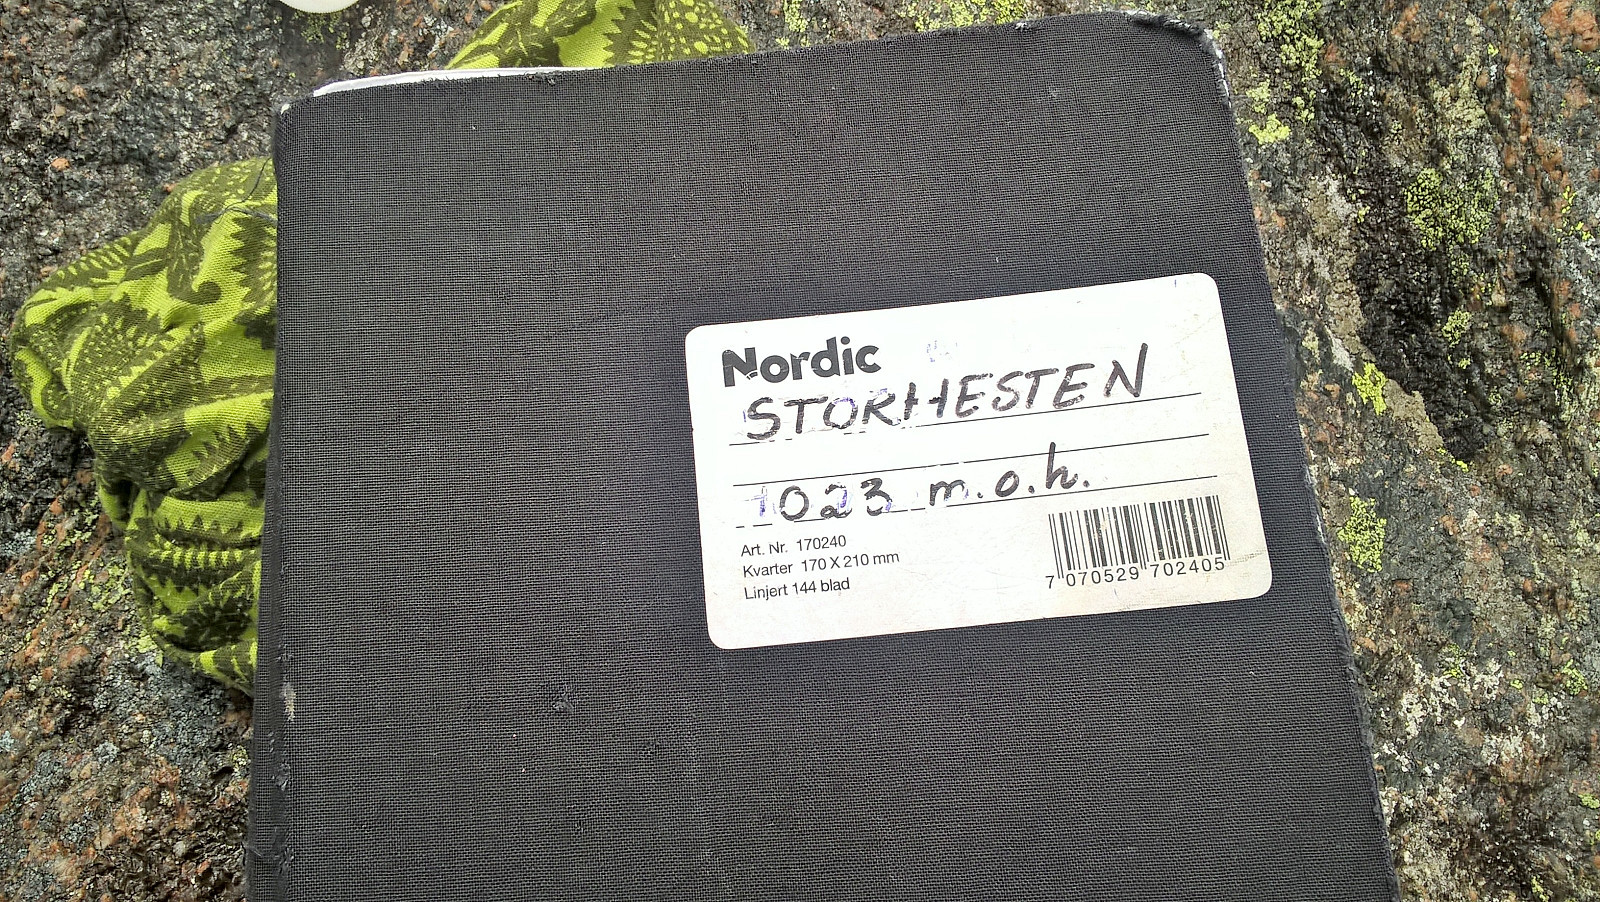 Nordic
STORHESTEN
1023 m.o.h.
Art. Nr. 170240
Kvarter 170 X 210 mm
Linjert 144 blad
7 070529 702405